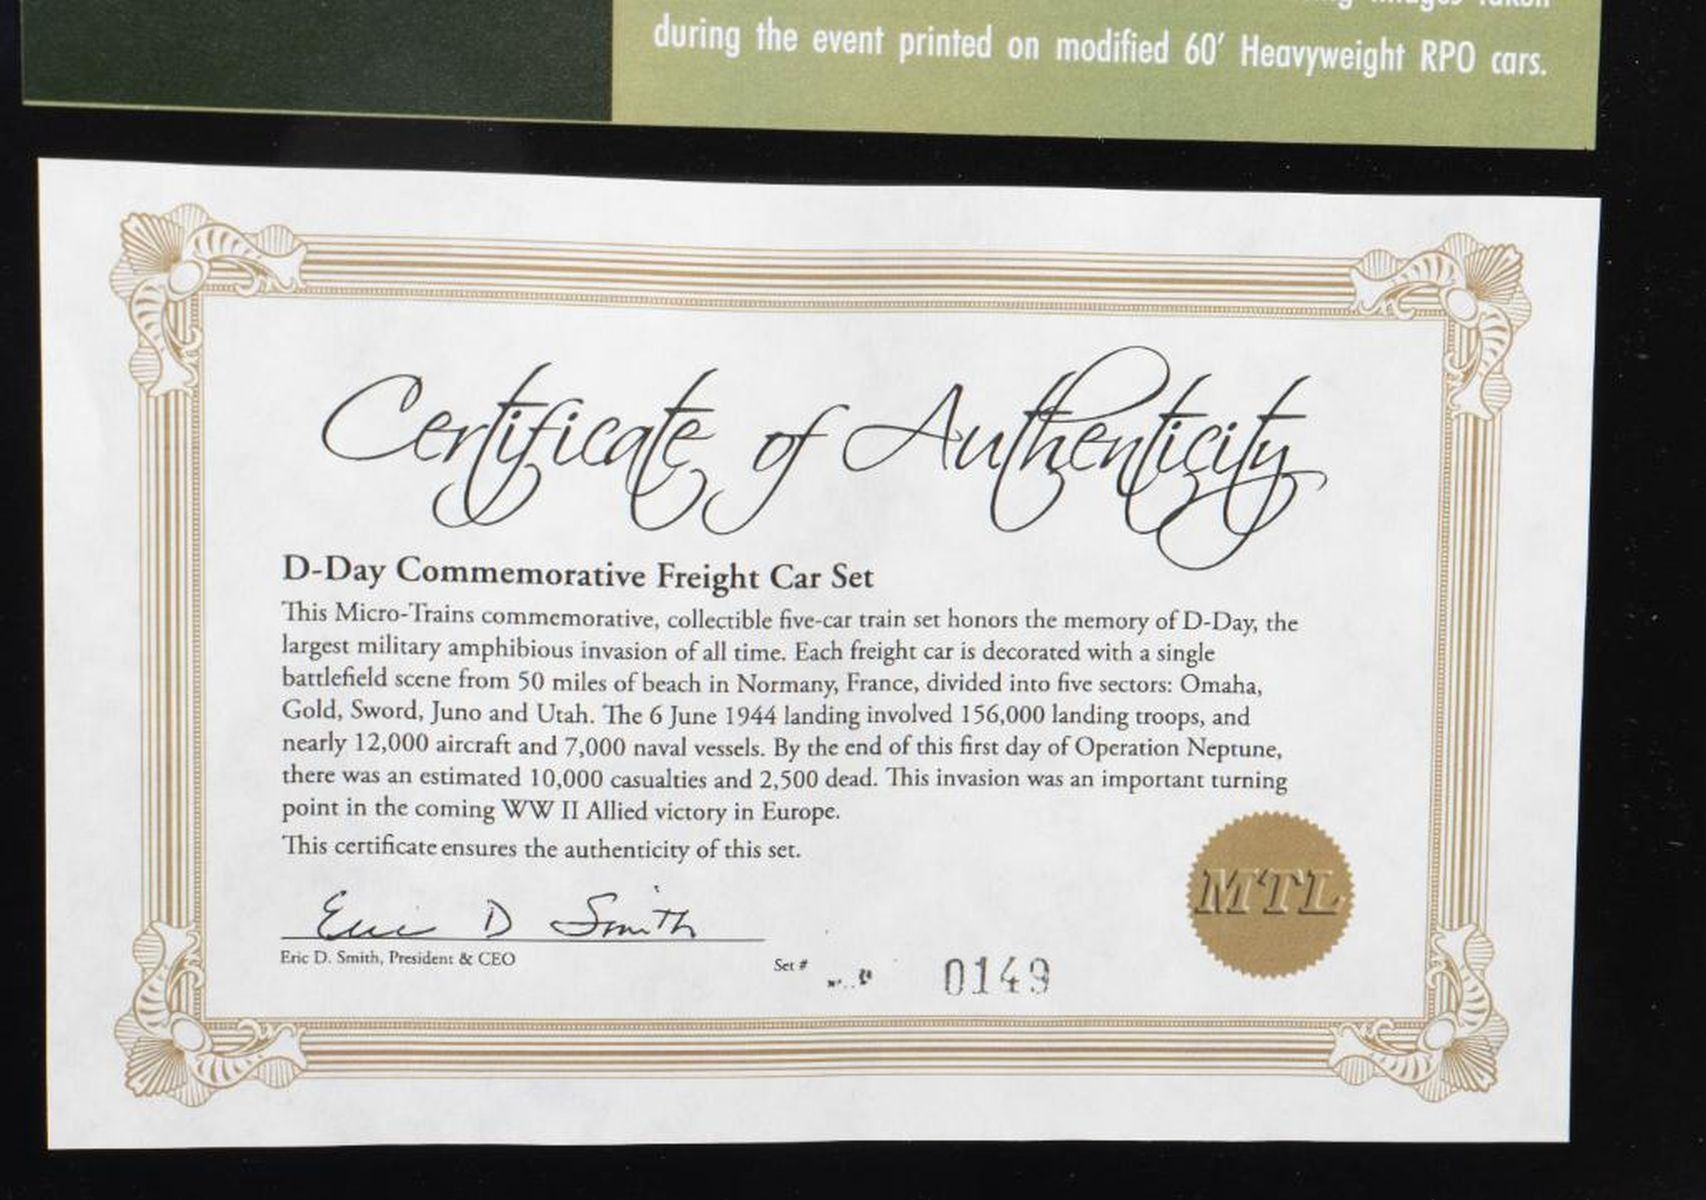 during the event printed on modified 60' Heavyweight RPO cars.
Certificate of Authenticity
D-Day Commemorative Freight Car Set
This Micro-Trains commemorative, collectible five-car train set honors the memory of D-Day, the
largest military amphibious invasion of all time. Each freight car is decorated with a single
battlefield scene from 50 miles of beach in Normany, France, divided into five sectors: Omaha,
Gold, Sword, Juno and Utah. The 6 June 1944 landing involved 156,000 landing troops, and
nearly 12,000 aircraft and 7,000 naval vessels. By the end of this first day of Operation Neptune,
there was an estimated 10,000 casualties and 2,500 dead. This invasion was an important turning
point in the coming WW II Allied victory in Europe.
This certificate ensures the authenticity of this set.
MTL
Eric D Smith
Eric D. Smith, President & CEO
Set # 0149